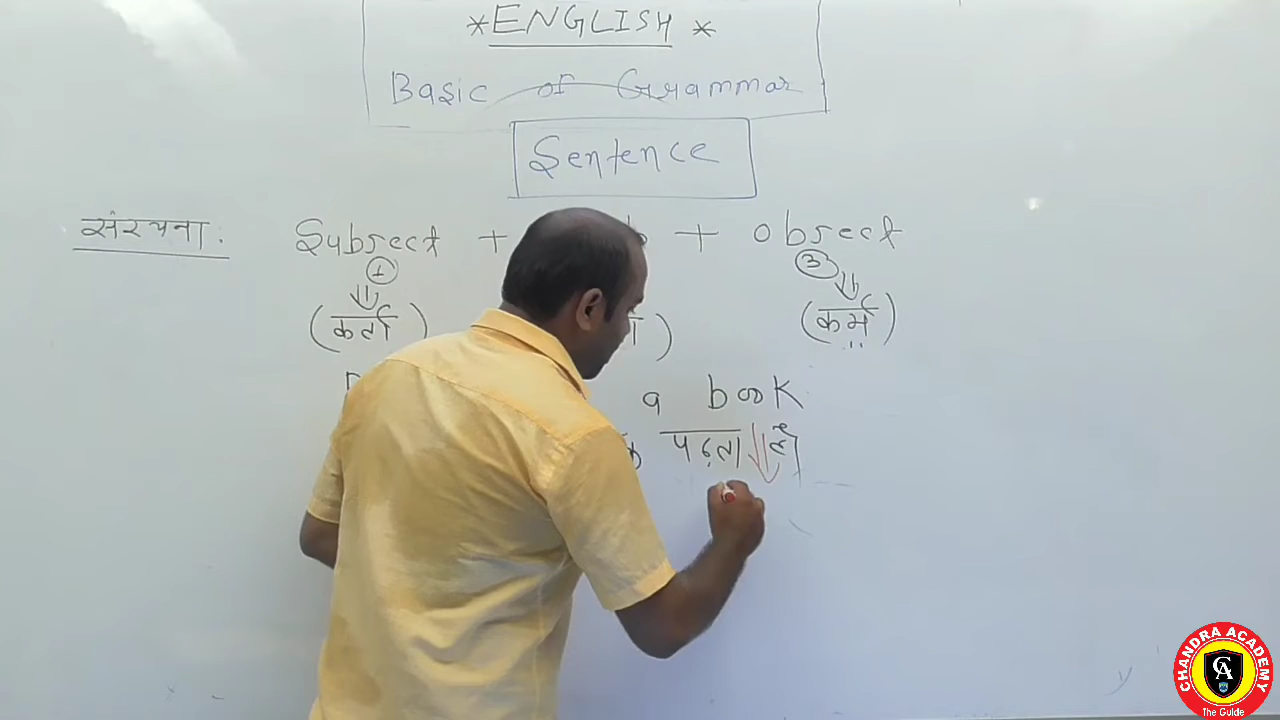 *ENGLISH*
Basic of Grammar
Sentence
संरचना: Subject + + object
1 3
(कर्ता) (कर्म)
a book
पढ़ता है
CHANDRA ACADEMY
CA
The Guide